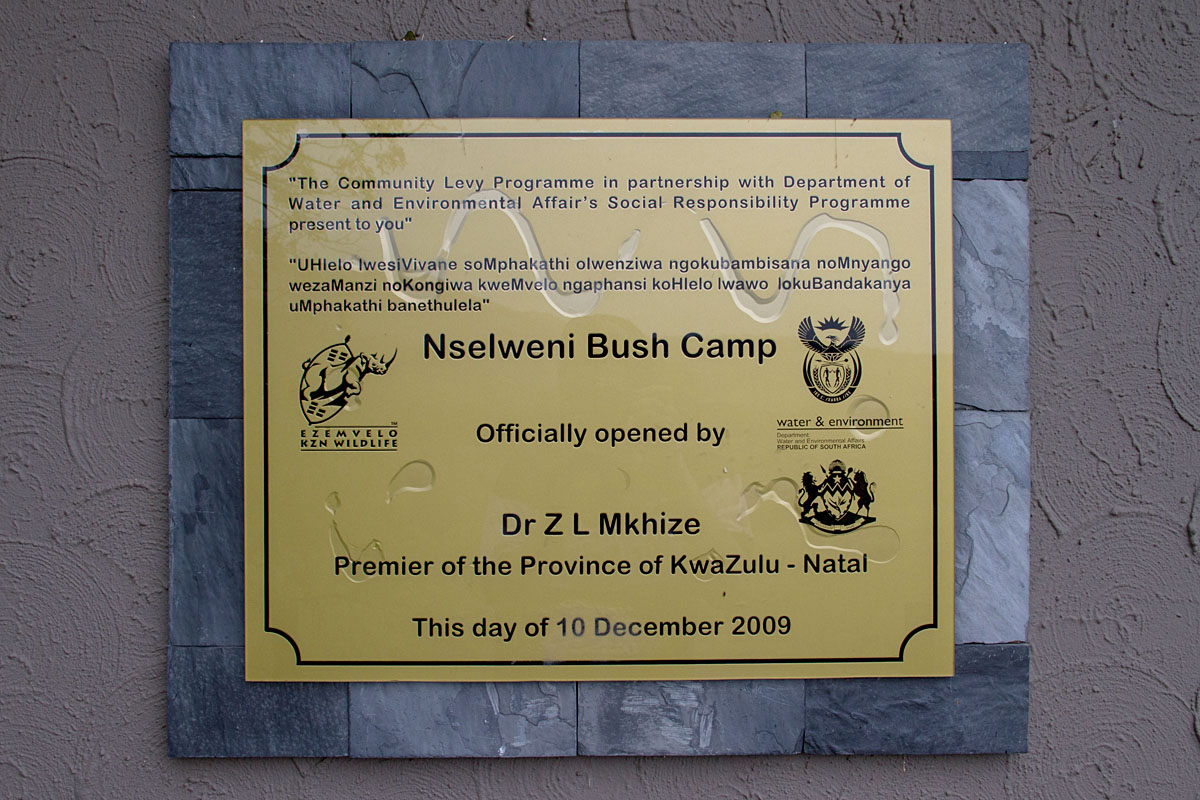 "The Community Levy Programme in partnership with Department of
Water and Environmental Affair's Social Responsibility Programme
present to you"
"UHlelo lwesiVivane soMphakathi olwenziwa ngokubambisana noMnyango
wezaManzi noKongiwa kweMvelo ngaphansi koHlelo lwawo lokuBandakanya
uMphakathi banethulela"
Nselweni Bush Camp
EZEMVELO
KZN WILDLIFE
TM
Officially opened by
water & environment
Department:
Water and Environmental Affairs
REPUBLIC OF SOUTH AFRICA
Dr Z L Mkhize
Premier of the Province of KwaZulu - Natal
This day of 10 December 2009